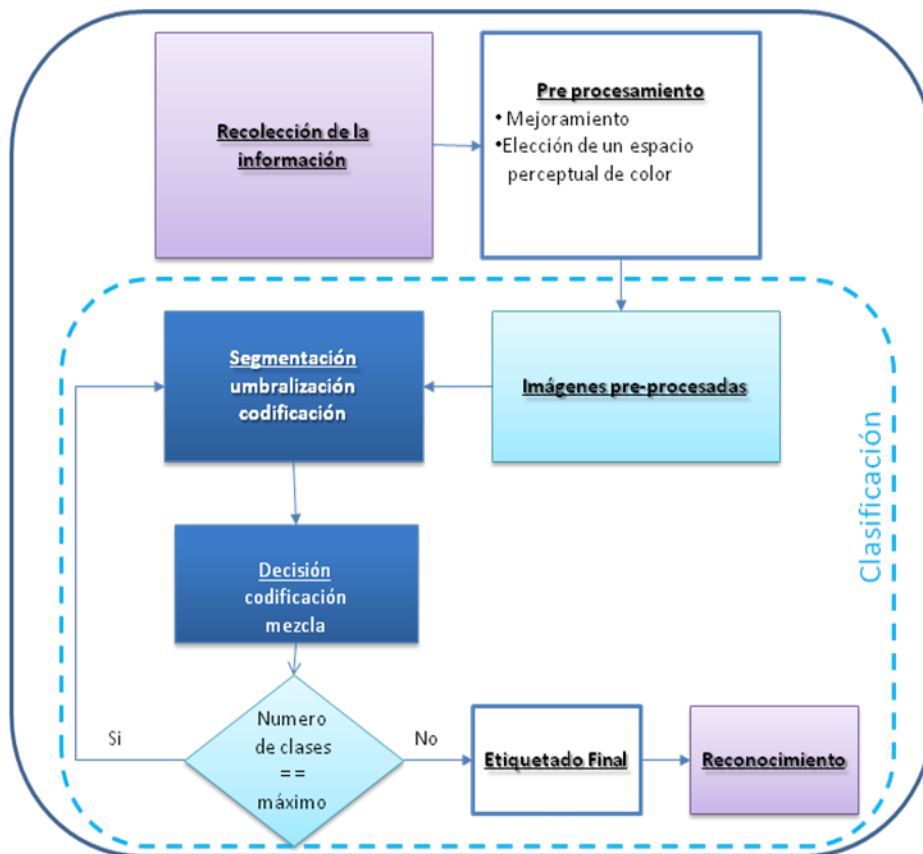 Recolección de la
información
Pre procesamiento
•Mejoramiento
•Elección de un espacio
perceptual de color
Imágenes pre-procesadas
Segmentación
umbralización
codificación
Clasificación
Decisión
codificación
mezcla
Numero
de clases
==
máximo
Si
No
Etiquetado Final
Reconocimiento